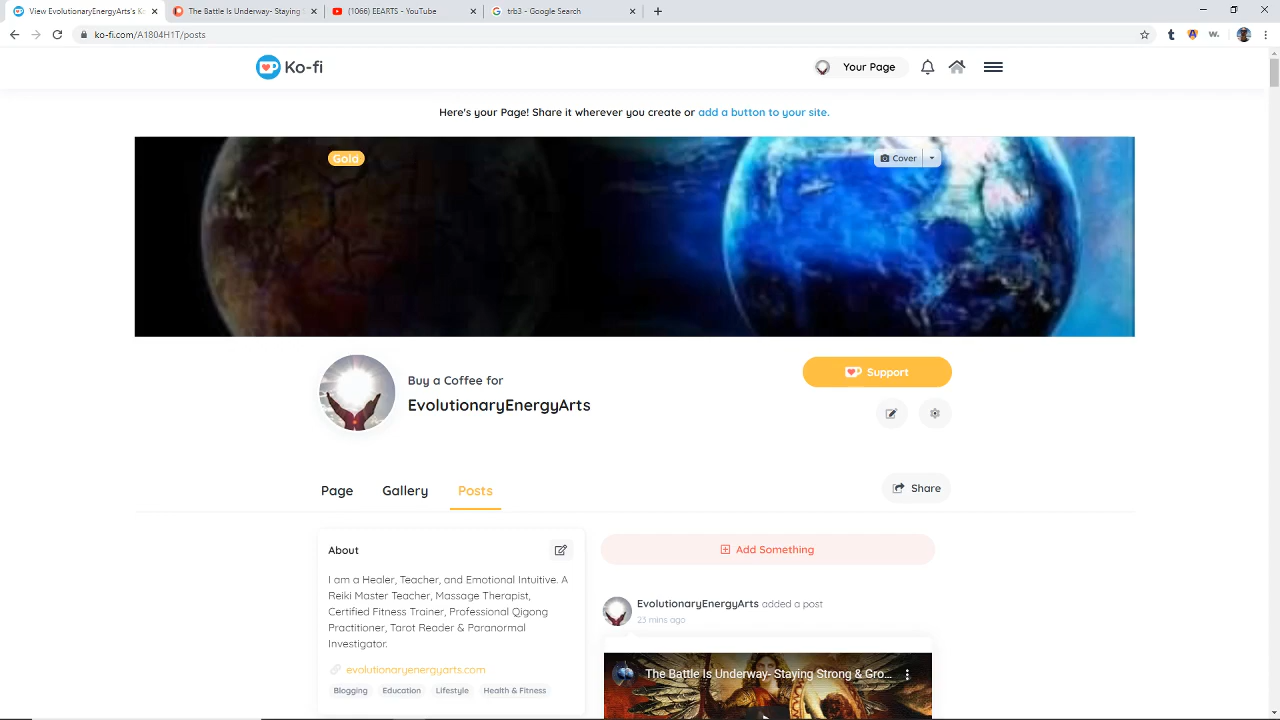 View EvolutionaryEnergyArts's K
The Battle Is Underway- Staying
(1066) EEARTS - YouTube
trb3 - Google Search
ko-fi.com/A1804H1T/posts
Ko-fi
Your Page
Here's your Page! Share it wherever you create or add a button to your site.
Gold
Cover
Buy a Coffee for
EvolutionaryEnergyArts
Support
Page
Gallery
Posts
Share
About
I am a Healer, Teacher, and Emotional Intuitive. A
Reiki Master Teacher, Massage Therapist,
Certified Fitness Trainer, Professional Qigong
Practitioner, Tarot Reader & Paranormal
Investigator.
evolutionaryenergyarts.com
Blogging
Education
Lifestyle
Health & Fitness
Add Something
EvolutionaryEnergyArts added a post
23 mins ago
The Battle Is Underway- Staying Strong & Gro...